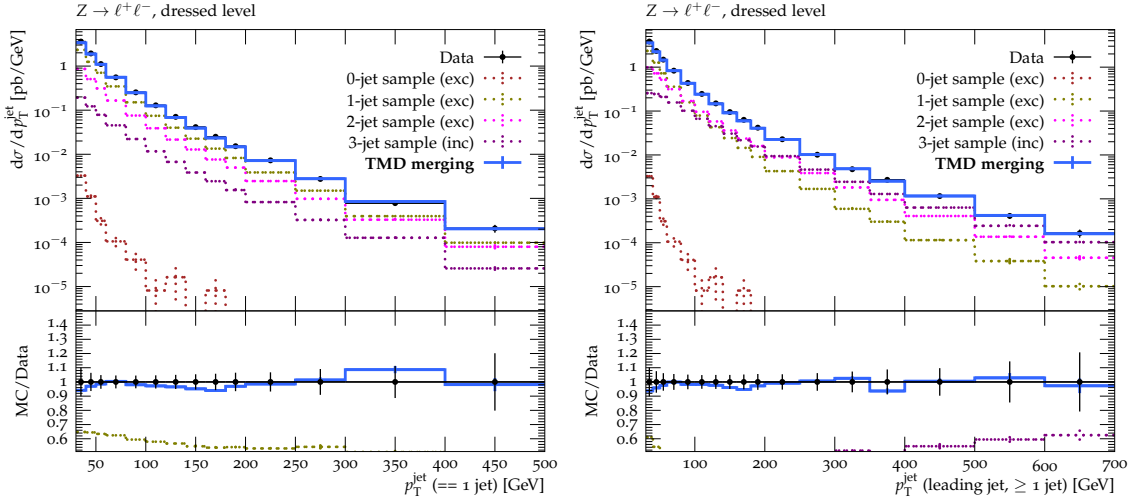 Z → ℓ⁺ℓ⁻, dressed level
dσ/dp_T^jet [pb/GeV]
1
10⁻¹
10⁻²
10⁻³
10⁻⁴
10⁻⁵
Data
0-jet sample (exc)
1-jet sample (exc)
2-jet sample (exc)
3-jet sample (inc)
TMD merging
MC/Data
1.4
1.3
1.2
1.1
1
0.9
0.8
0.7
0.6
50 100 150 200 250 300 350 400 450 500
p_T^jet (== 1 jet) [GeV]
Z → ℓ⁺ℓ⁻, dressed level
dσ/dp_T^jet [pb/GeV]
1
10⁻¹
10⁻²
10⁻³
10⁻⁴
10⁻⁵
Data
0-jet sample (exc)
1-jet sample (exc)
2-jet sample (exc)
3-jet sample (inc)
TMD merging
MC/Data
1.4
1.3
1.2
1.1
1
0.9
0.8
0.7
0.6
100 200 300 400 500 600 700
p_T^jet (leading jet, ≥ 1 jet) [GeV]